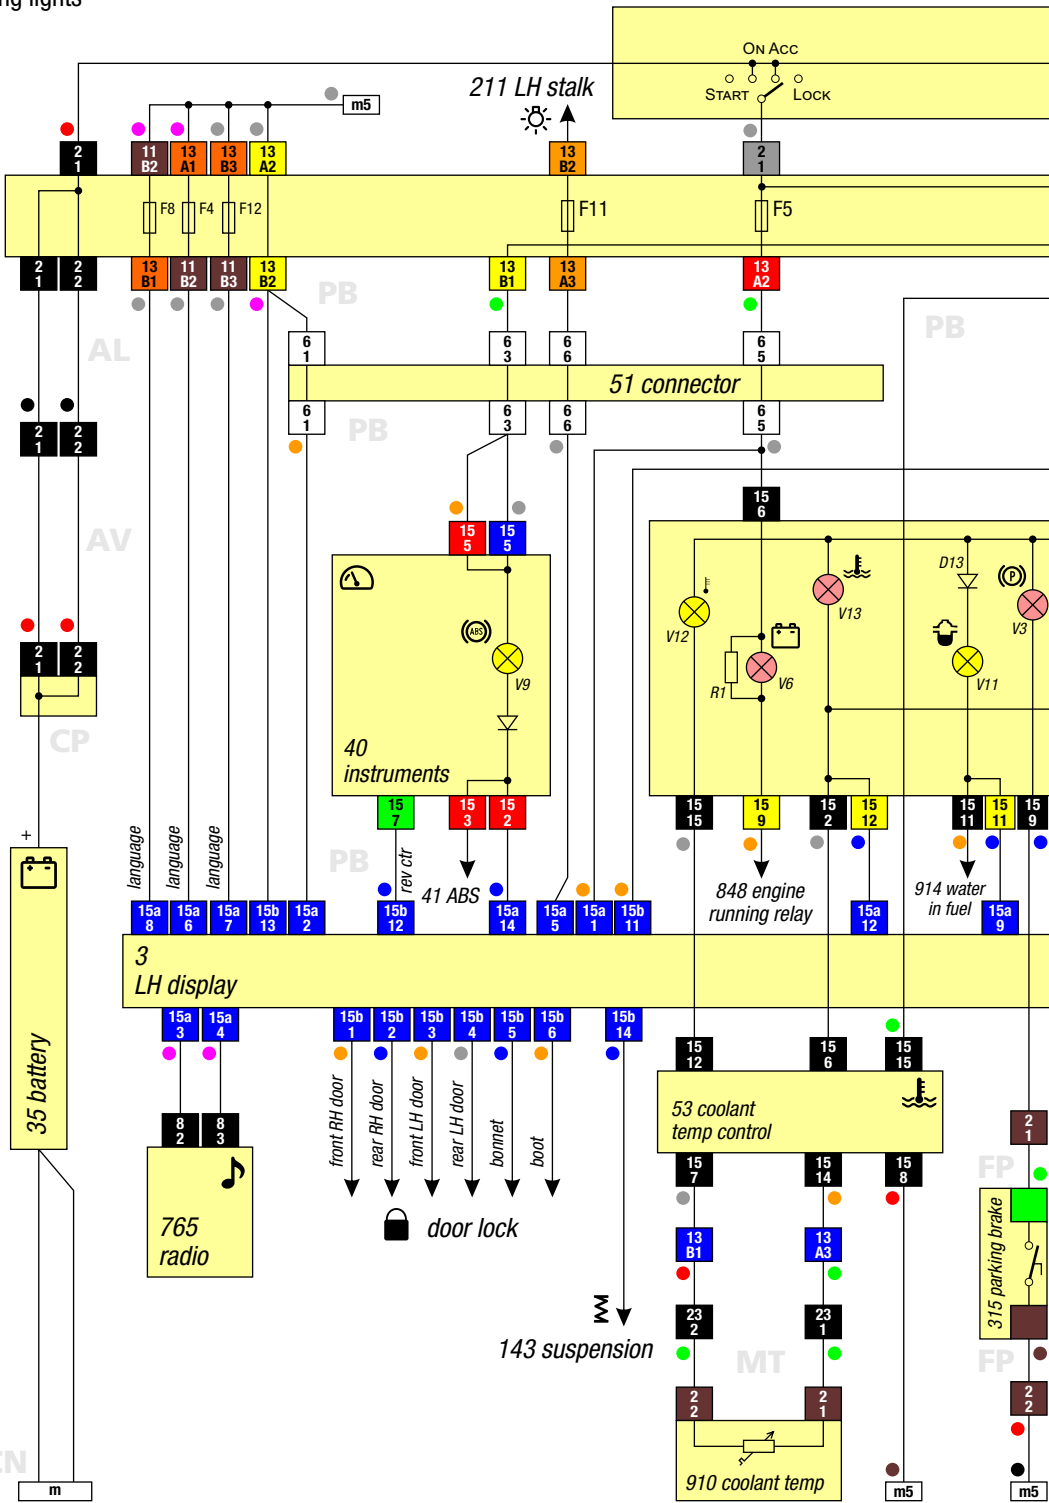 ng lights
ON ACC
START
LOCK
211 LH stalk
m5
2
1
11
B2
13
A1
13
B3
13
A2
13
B2
2
1
F8
F4
F12
F11
F5
2
1
2
2
13
B1
11
B2
11
B3
13
B2
13
B1
13
A3
13
A2
PB
PB
AL
6
1
6
3
6
6
6
5
51 connector
6
1
6
3
6
6
6
5
PB
2
1
2
2
AV
15
5
15
5
15
6
D13
V12
V13
V3
V9
R1
V6
V11
2
1
2
2
CP
40
instruments
15
7
15
3
15
2
15
15
15
9
15
2
15
12
15
11
15
11
15
9
+
language
language
language
PB
rev ctr
41 ABS
848 engine
running relay
914 water
in fuel
15a
8
15a
6
15a
7
15b
13
15a
2
15b
12
15a
14
15a
5
15a
1
15b
11
15a
12
15a
9
3
LH display
35 battery
15a
3
15a
4
15b
1
15b
2
15b
3
15b
4
15b
5
15b
6
15b
14
15
12
15
6
15
15
front RH door
rear RH door
front LH door
rear LH door
bonnet
boot
53 coolant
temp control
8
2
8
3
2
1
15
7
15
14
15
8
FP
door lock
765
radio
13
B1
13
A3
315 parking brake
23
2
23
1
143 suspension
MT
FP
2
2
2
1
2
2
910 coolant temp
CN
m
m5
m5